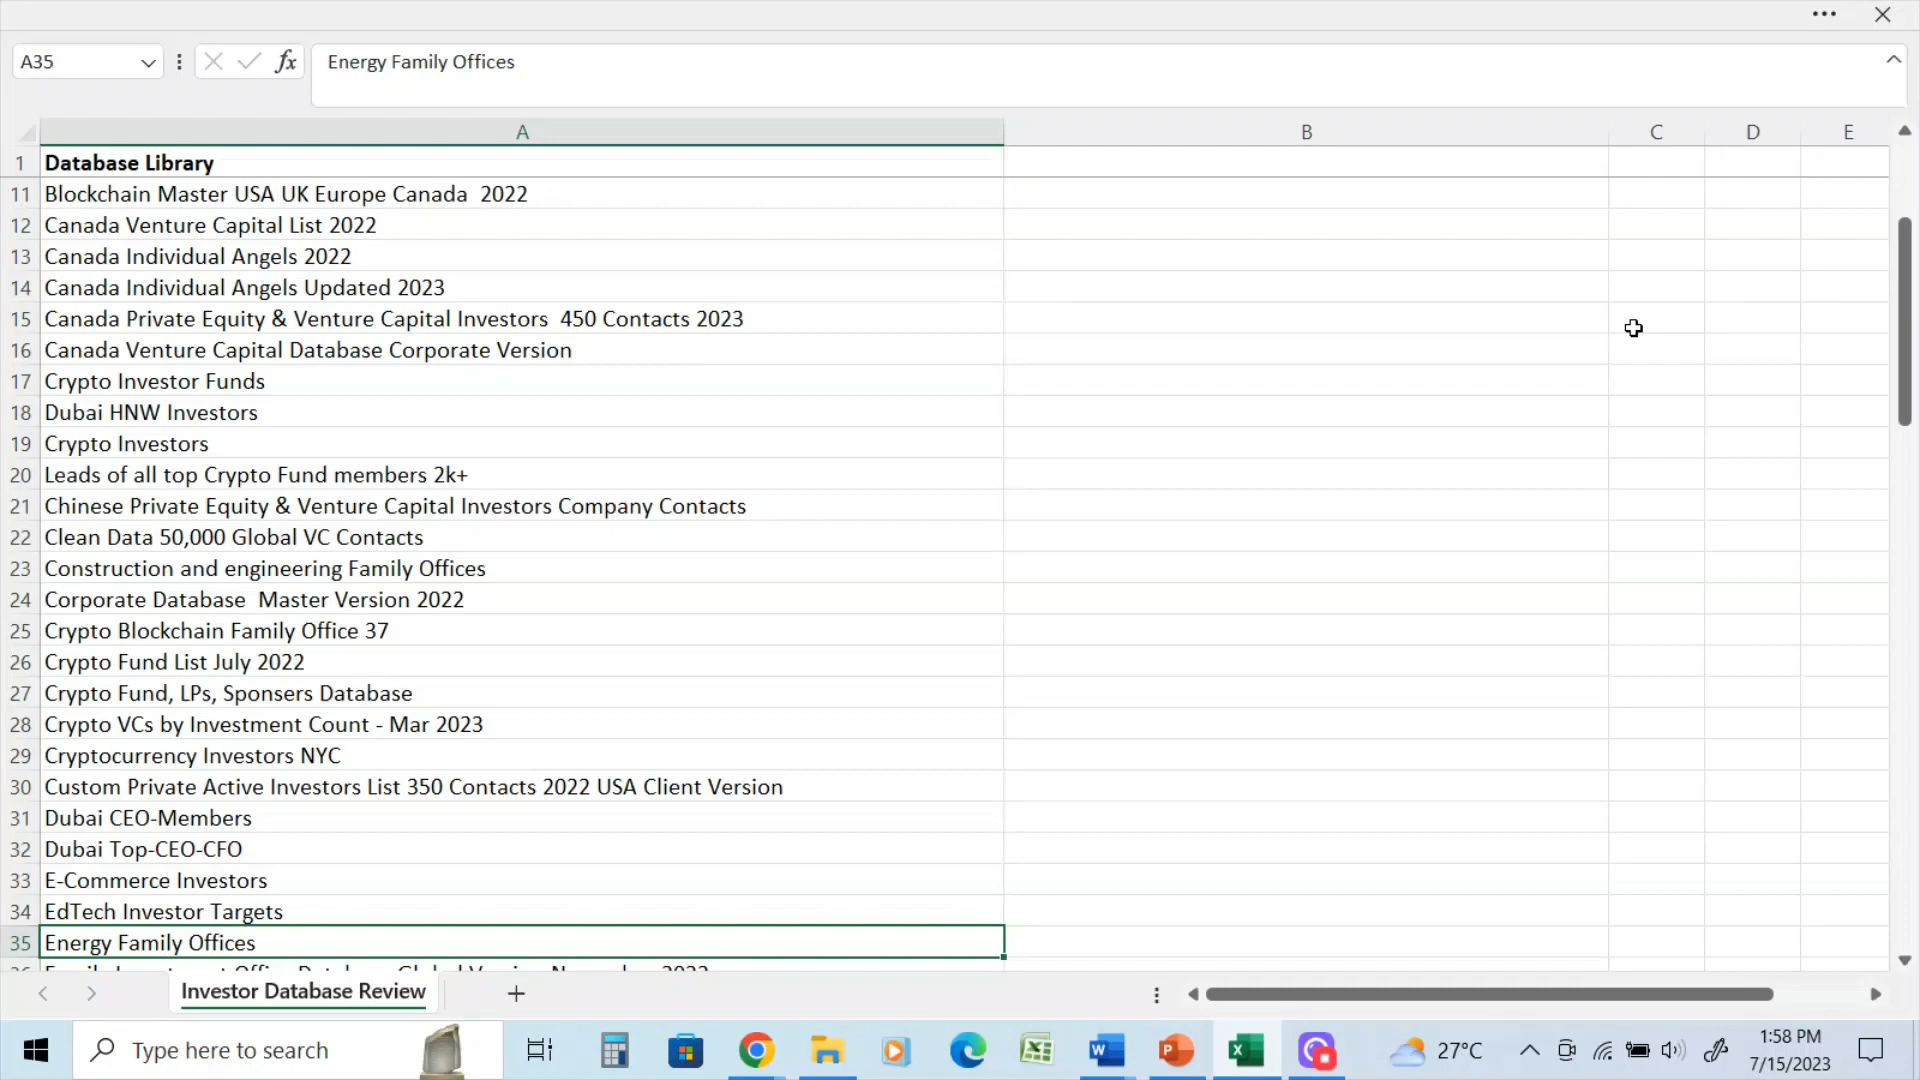 A35
fx
Energy Family Offices
A B C D E
1 Database Library
11 Blockchain Master USA UK Europe Canada  2022
12 Canada Venture Capital List 2022
13 Canada Individual Angels 2022
14 Canada Individual Angels Updated 2023
15 Canada Private Equity & Venture Capital Investors  450 Contacts 2023
16 Canada Venture Capital Database Corporate Version
17 Crypto Investor Funds
18 Dubai HNW Investors
19 Crypto Investors
20 Leads of all top Crypto Fund members 2k+
21 Chinese Private Equity & Venture Capital Investors Company Contacts
22 Clean Data 50,000 Global VC Contacts
23 Construction and engineering Family Offices
24 Corporate Database  Master Version 2022
25 Crypto Blockchain Family Office 37
26 Crypto Fund List July 2022
27 Crypto Fund, LPs, Sponsers Database
28 Crypto VCs by Investment Count - Mar 2023
29 Cryptocurrency Investors NYC
30 Custom Private Active Investors List 350 Contacts 2022 USA Client Version
31 Dubai CEO-Members
32 Dubai Top-CEO-CFO
33 E-Commerce Investors
34 EdTech Investor Targets
35 Energy Family Offices
Investor Database Review
Type here to search
27°C
1:58 PM
7/15/2023